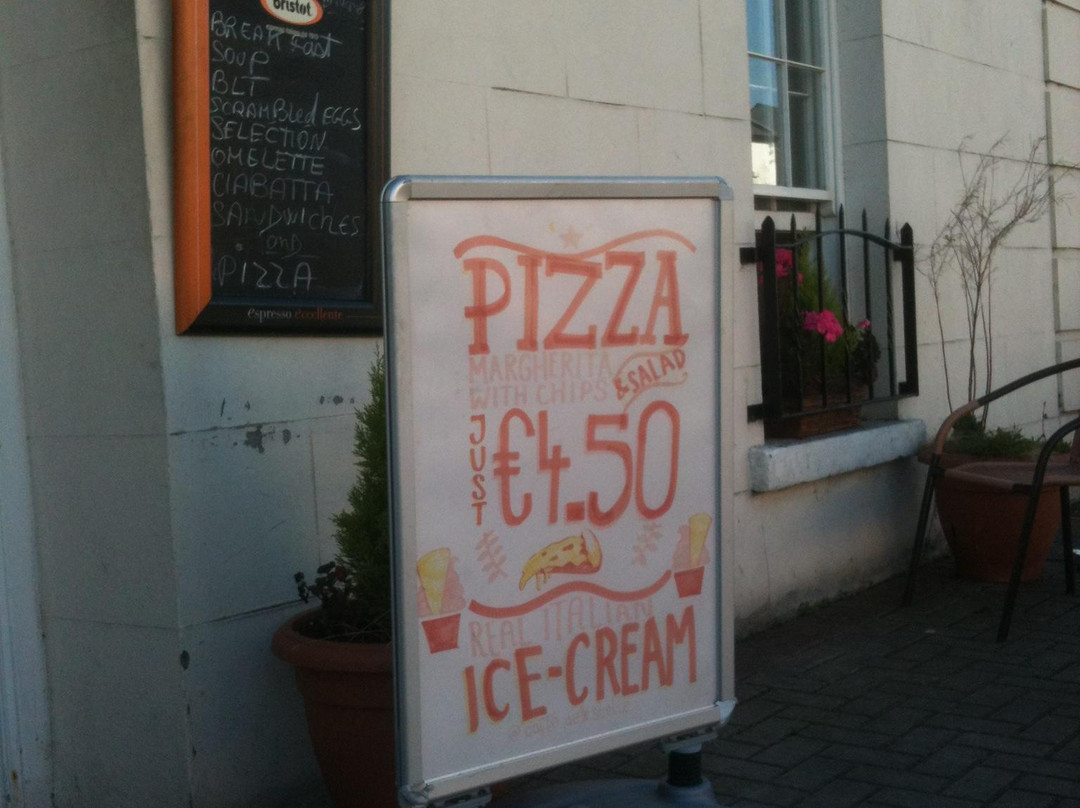 Bristot
BREAKFast
SOUP
BLT
SCRAMBled EGGS
SELECTION
OMELETTE
CIABATTA
SANDWICHES
and
PIZZA
espresso eccellente
PIZZA
MARGHERITA
WITH CHIPS & SALAD
JUST
€4.50
REAL ITALIAN
ICE-CREAM